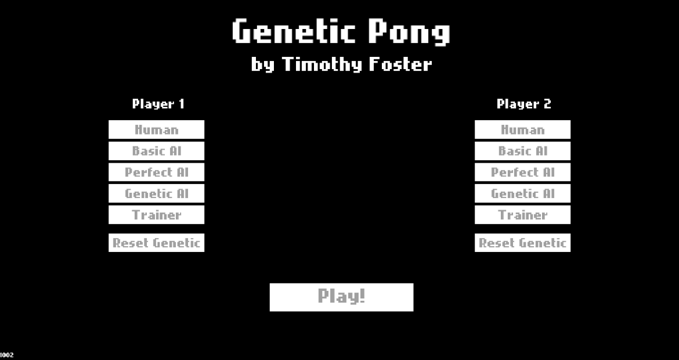 Genetic Pong
by Timothy Foster
Player 1
Human
Basic AI
Perfect AI
Genetic AI
Trainer
Reset Genetic
Player 2
Human
Basic AI
Perfect AI
Genetic AI
Trainer
Reset Genetic
Play!